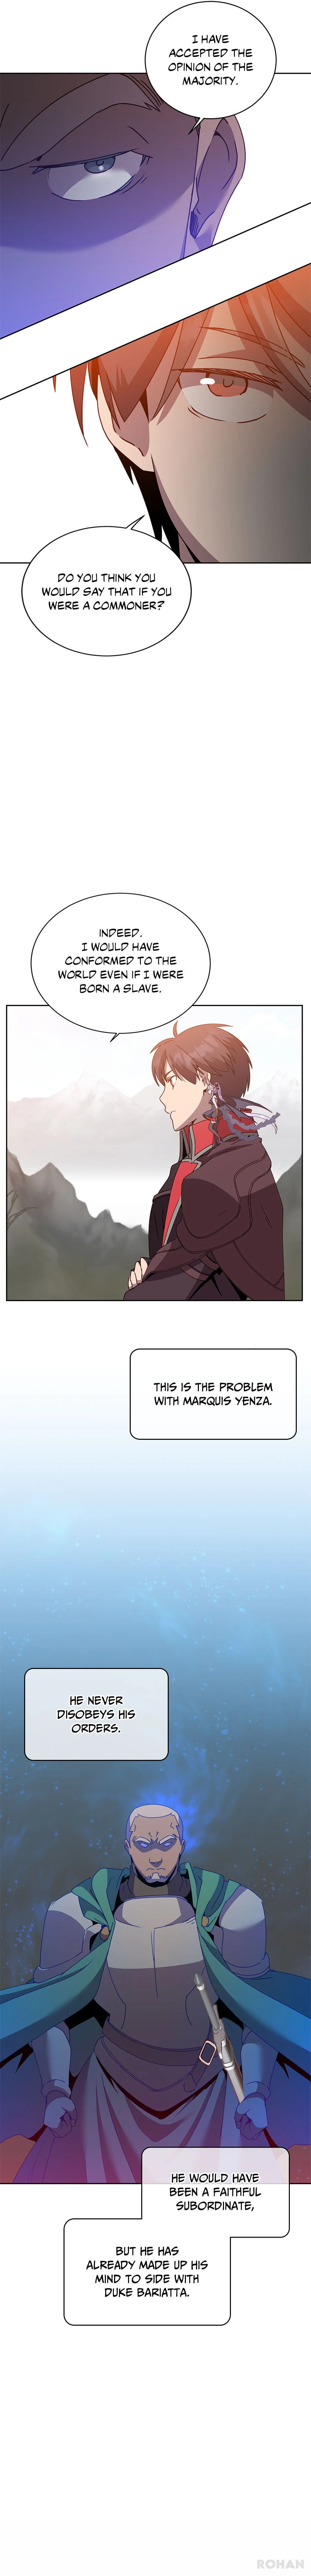 I HAVE
ACCEPTED THE
OPINION OF THE
MAJORITY.
DO YOU THINK YOU
WOULD SAY THAT IF YOU
WERE A COMMONER?
INDEED.
I WOULD HAVE
CONFORMED TO THE
WORLD EVEN IF I WERE
BORN A SLAVE.
THIS IS THE PROBLEM
WITH MARQUIS YENZA.
HE NEVER
DISOBEYS HIS
ORDERS.
HE WOULD HAVE
BEEN A FAITHFUL
SUBORDINATE,
BUT HE HAS
ALREADY MADE UP HIS
MIND TO SIDE WITH
DUKE BARIATTA.
ROHAN